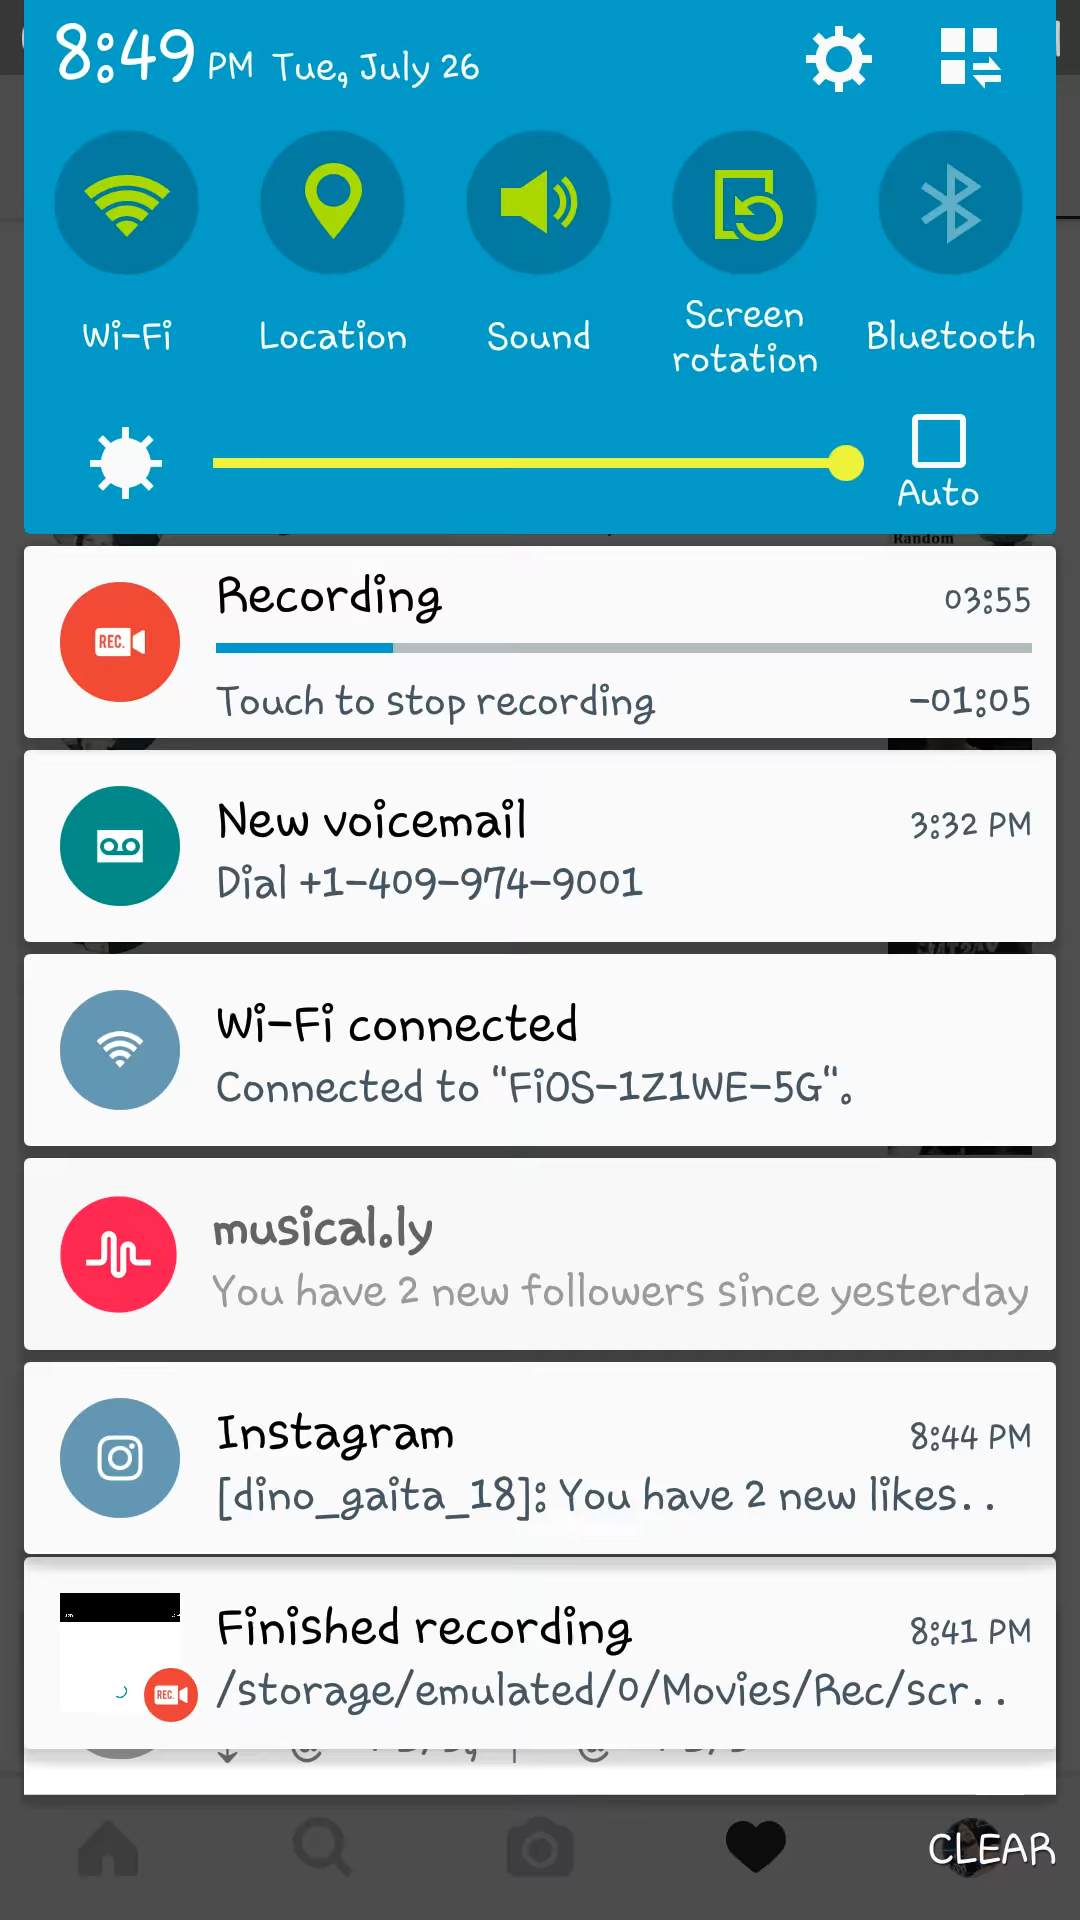 8:49 PM Tue, July 26
Wi-Fi
Location
Sound
Screen
rotation
Bluetooth
Auto
Random
Recording
03:55
Touch to stop recording
-01:05
REC.
New voicemail
3:32 PM
Dial +1-409-974-9001
Wi-Fi connected
Connected to "FiOS-1Z1WE-5G".
musical.ly
You have 2 new followers since yesterday
Instagram
8:44 PM
[dino_gaita_18]: You have 2 new likes. .
Finished recording
8:41 PM
REC.
/storage/emulated/0/Movies/Rec/scr. .
CLEAR